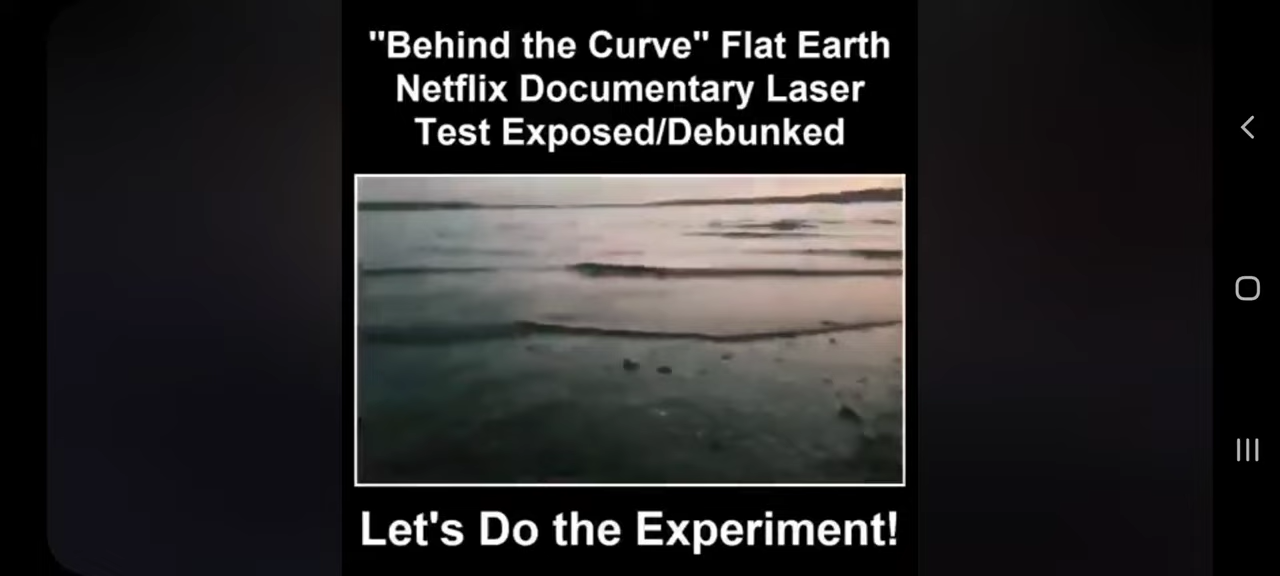 "Behind the Curve" Flat Earth
Netflix Documentary Laser
Test Exposed/Debunked
Let's Do the Experiment!